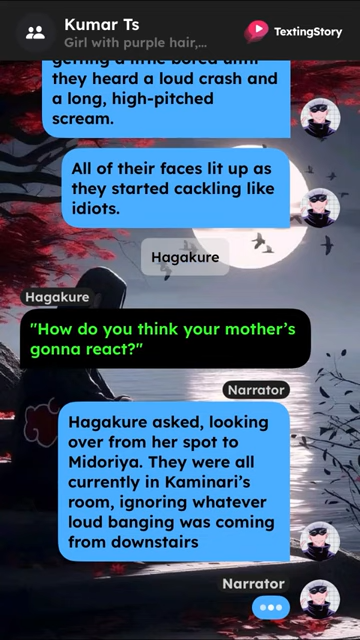 Kumar Ts
Girl with purple hair,...
TextingStory
getting a little bored until
they heard a loud crash and
a long, high-pitched
scream.
All of their faces lit up as
they started cackling like
idiots.
Hagakure
Hagakure
"How do you think your mother's
gonna react?"
Narrator
Hagakure asked, looking
over from her spot to
Midoriya. They were all
currently in Kaminari's
room, ignoring whatever
loud banging was coming
from downstairs
Narrator